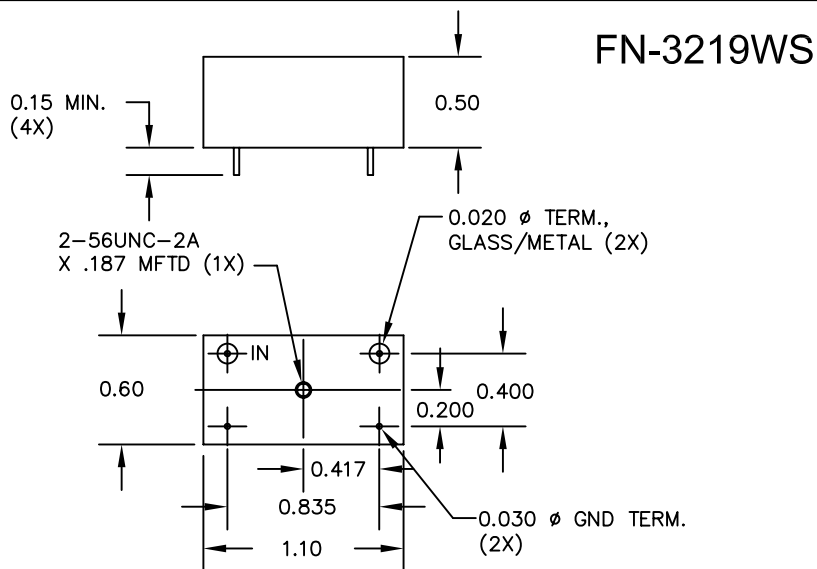 FN-3219WS
0.15 MIN.
(4X)
0.50
0.020 ø TERM.,
GLASS/METAL (2X)
2-56UNC-2A
X .187 MFTD (1X)
IN
0.60
0.400
0.200
0.417
0.835
0.030 ø GND TERM.
(2X)
1.10